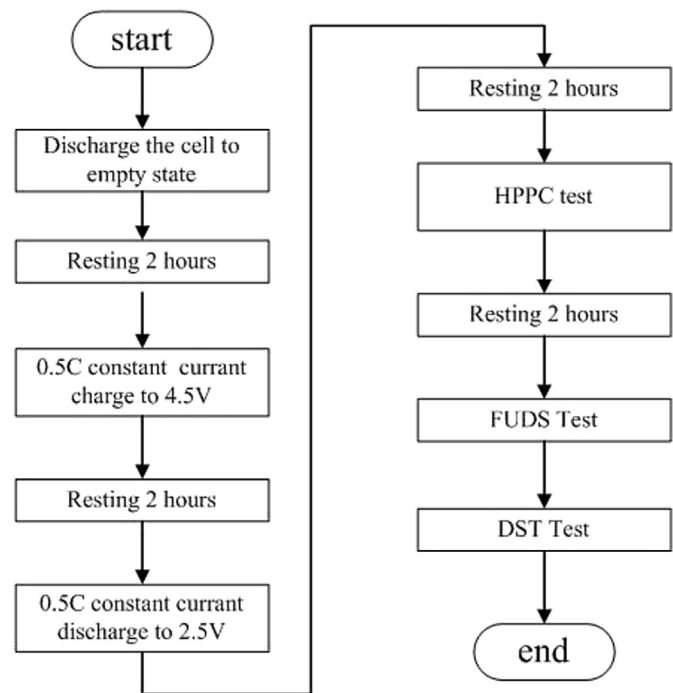 start
Discharge the cell to
empty state
Resting 2 hours
0.5C constant currant
charge to 4.5V
Resting 2 hours
0.5C constant currant
discharge to 2.5V
Resting 2 hours
HPPC test
Resting 2 hours
FUDS Test
DST Test
end